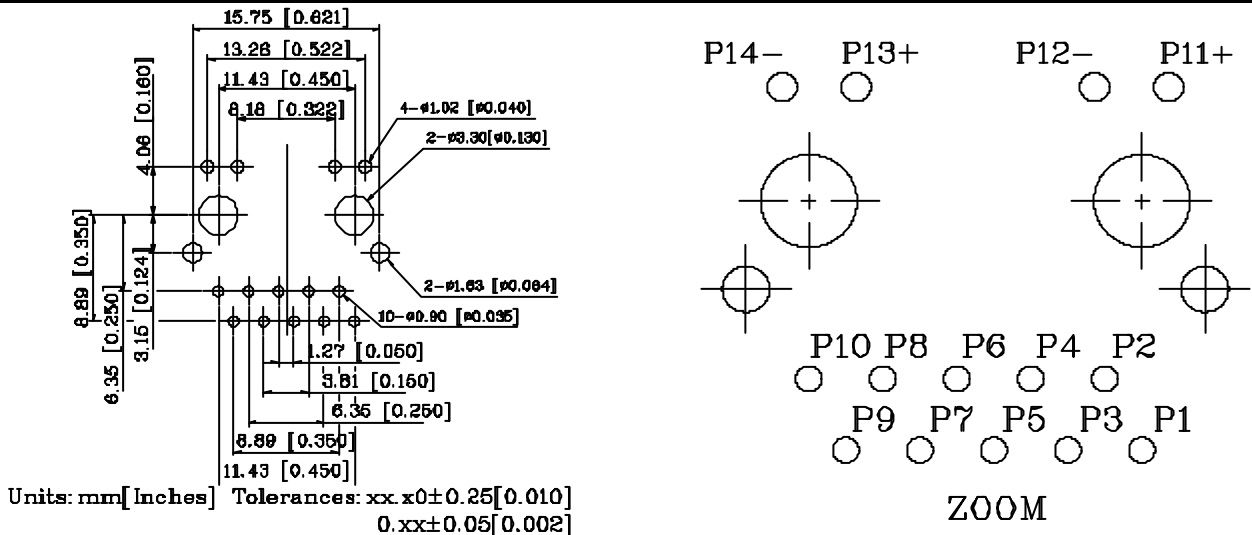 15.75 [0.621]
13.26 [0.522]
11.43 [0.450]
8.18 [0.322]
4.06 [0.160]
4-ø1.02 [ø0.040]
2-ø3.30[ø0.130]
8.89 [0.350]
6.35 [0.250]
3.15 [0.124]
2-ø1.63 [ø0.064]
10-ø0.90 [ø0.035]
1.27 [0.050]
3.81 [0.150]
6.35 [0.250]
8.89 [0.350]
11.43 [0.450]
Units: mm[Inches] Tolerances: xx.x0±0.25[0.010]
0.xx±0.05[0.002]
P14- P13+ P12- P11+
P10 P8 P6 P4 P2
P9 P7 P5 P3 P1
ZOOM